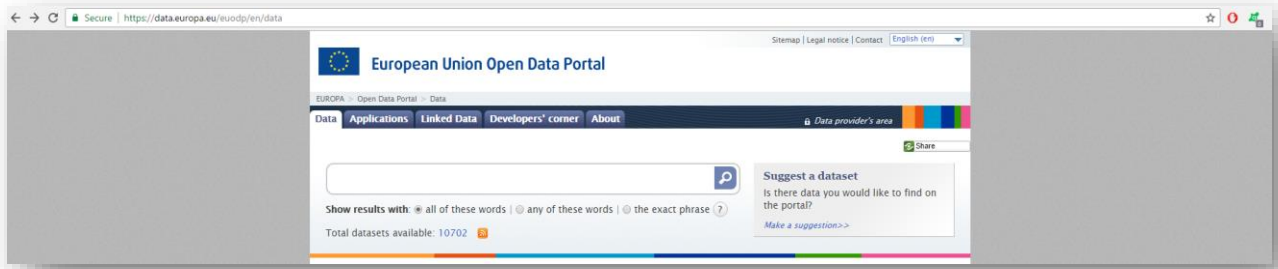 Secure | https://data.europa.eu/euodp/en/data
Sitemap | Legal notice | Contact English (en)
European Union Open Data Portal
EUROPA > Open Data Portal > Data
Data Applications Linked Data Developers' corner About Data provider's area
Share
Suggest a dataset
Is there data you would like to find on
the portal?
Make a suggestion>>
Show results with: all of these words | any of these words | the exact phrase ?
Total datasets available: 10702